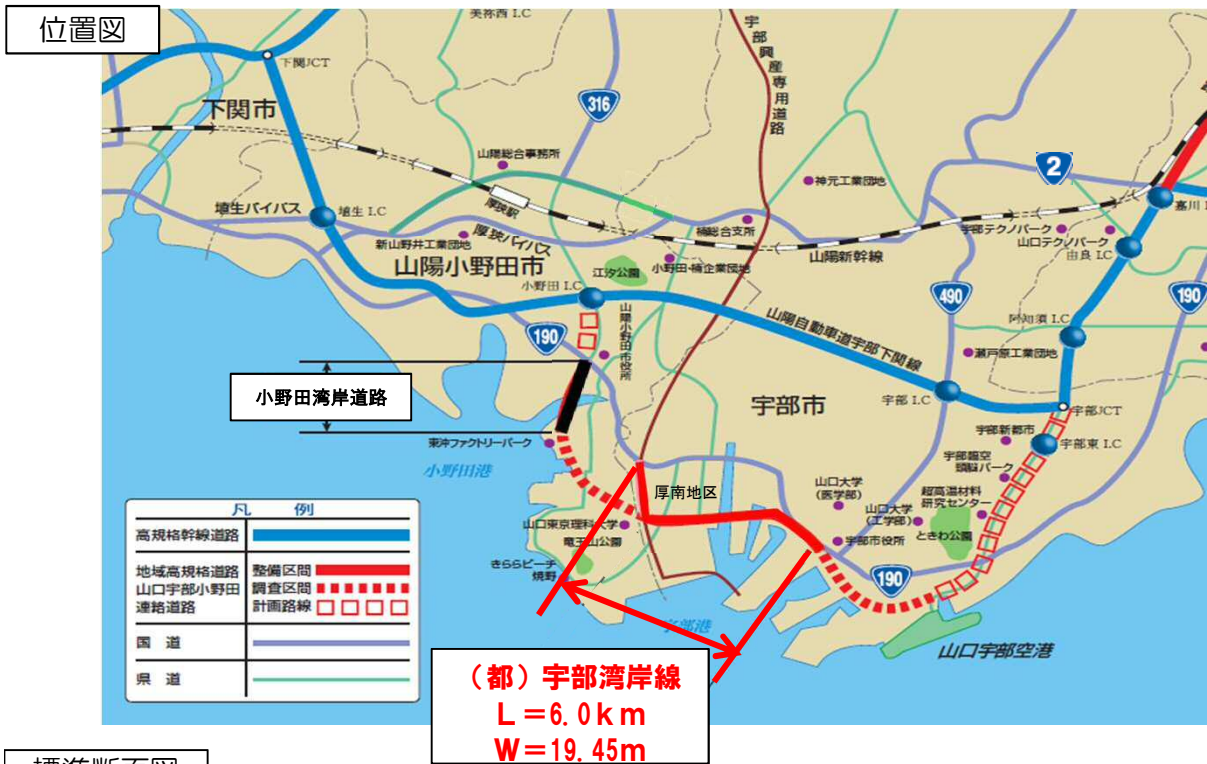 位置図
美祢西 I.C
下関JCT
宇部興産専用道路
下関市
316
山陽総合事務所
2
神元工業団地
厚狭駅
埴生バイパス
埴生 I.C
厚狭バイパス
新山野井工業団地
楠総合支所
宇部テクノパーク
山口テクノパーク
嘉川 I
由良 I.C
山陽小野田市
江汐公園
小野田・楠企業団地
山陽新幹線
小野田 I.C
490
190
190
山陽小野田市役所
山陽自動車道宇部下関線
阿知須 I.C
瀬戸原工業団地
小野田湾岸道路
宇部市
宇部 I.C
宇部JCT
宇部新都市
宇部東 I.C
東沖ファクトリーパーク
小野田港
宇部臨空頭脳パーク
厚南地区
山口大学
(医学部)
超高温材料
研究センター
山口大学
(工学部)
ときわ公園
山口東京理科大学
宇部市役所
竜王山公園
きららビーチ
焼野
190
宇部港
山口宇部空港
凡 例
高規格幹線道路
地域高規格道路
山口宇部小野田
連絡道路
整備区間
調査区間
計画路線
国 道
県 道
(都)宇部湾岸線
L=6.0km
W=19.45m
標準断面図